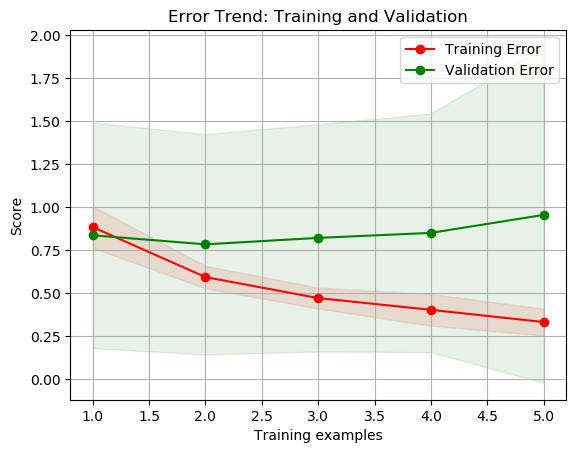 Error Trend: Training and Validation
2.00
1.75
1.50
1.25
1.00
0.75
0.50
0.25
0.00
Score
Training Error
Validation Error
1.0 1.5 2.0 2.5 3.0 3.5 4.0 4.5 5.0
Training examples